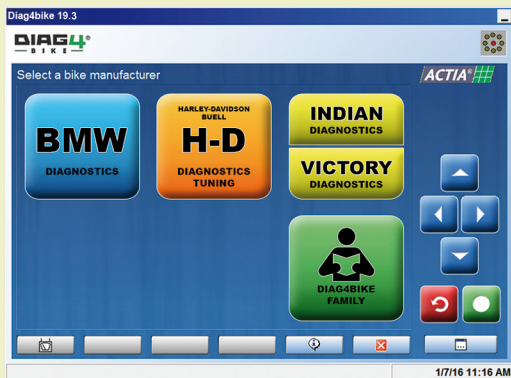 Diag4bike 19.3
DIAG4®
BIKE
Select a bike manufacturer
ACTIA®
BMW
DIAGNOSTICS
HARLEY-DAVIDSON
BUELL
H-D
DIAGNOSTICS
TUNING
INDIAN
DIAGNOSTICS
VICTORY
DIAGNOSTICS
DIAG4BIKE
FAMILY
1/7/16 11:16 AM